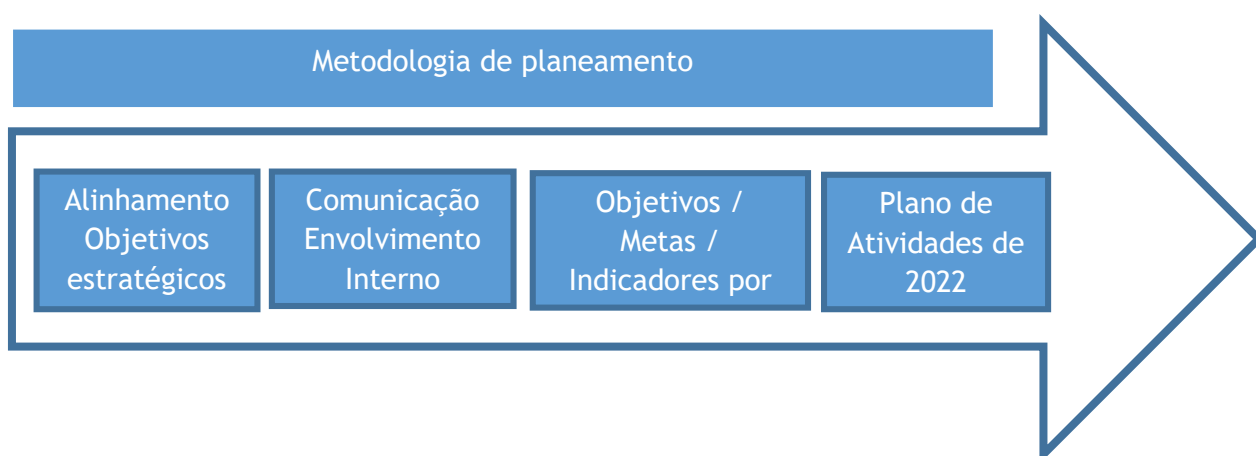 Metodologia de planeamento
Alinhamento
Objetivos
estratégicos
Comunicação
Envolvimento
Interno
Objetivos /
Metas /
Indicadores por
Plano de
Atividades de
2022